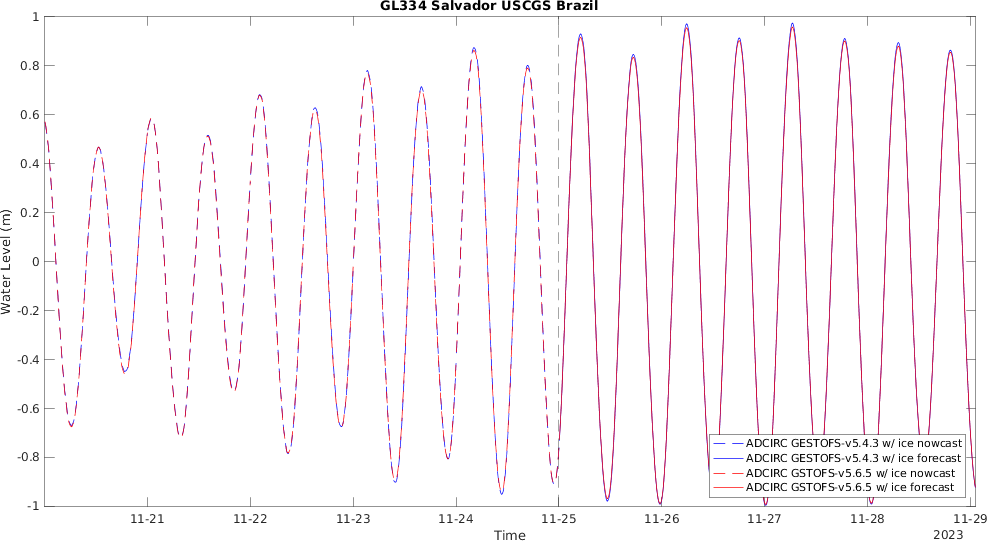 GL334 Salvador USCGS Brazil
1
0.8
0.6
0.4
0.2
0
-0.2
-0.4
-0.6
-0.8
-1
Water Level (m)
ADCIRC GESTOFS-v5.4.3 w/ ice nowcast
ADCIRC GESTOFS-v5.4.3 w/ ice forecast
ADCIRC GSTOFS-v5.6.5 w/ ice nowcast
ADCIRC GSTOFS-v5.6.5 w/ ice forecast
11-21 11-22 11-23 11-24 11-25 11-26 11-27 11-28 11-29
Time
2023